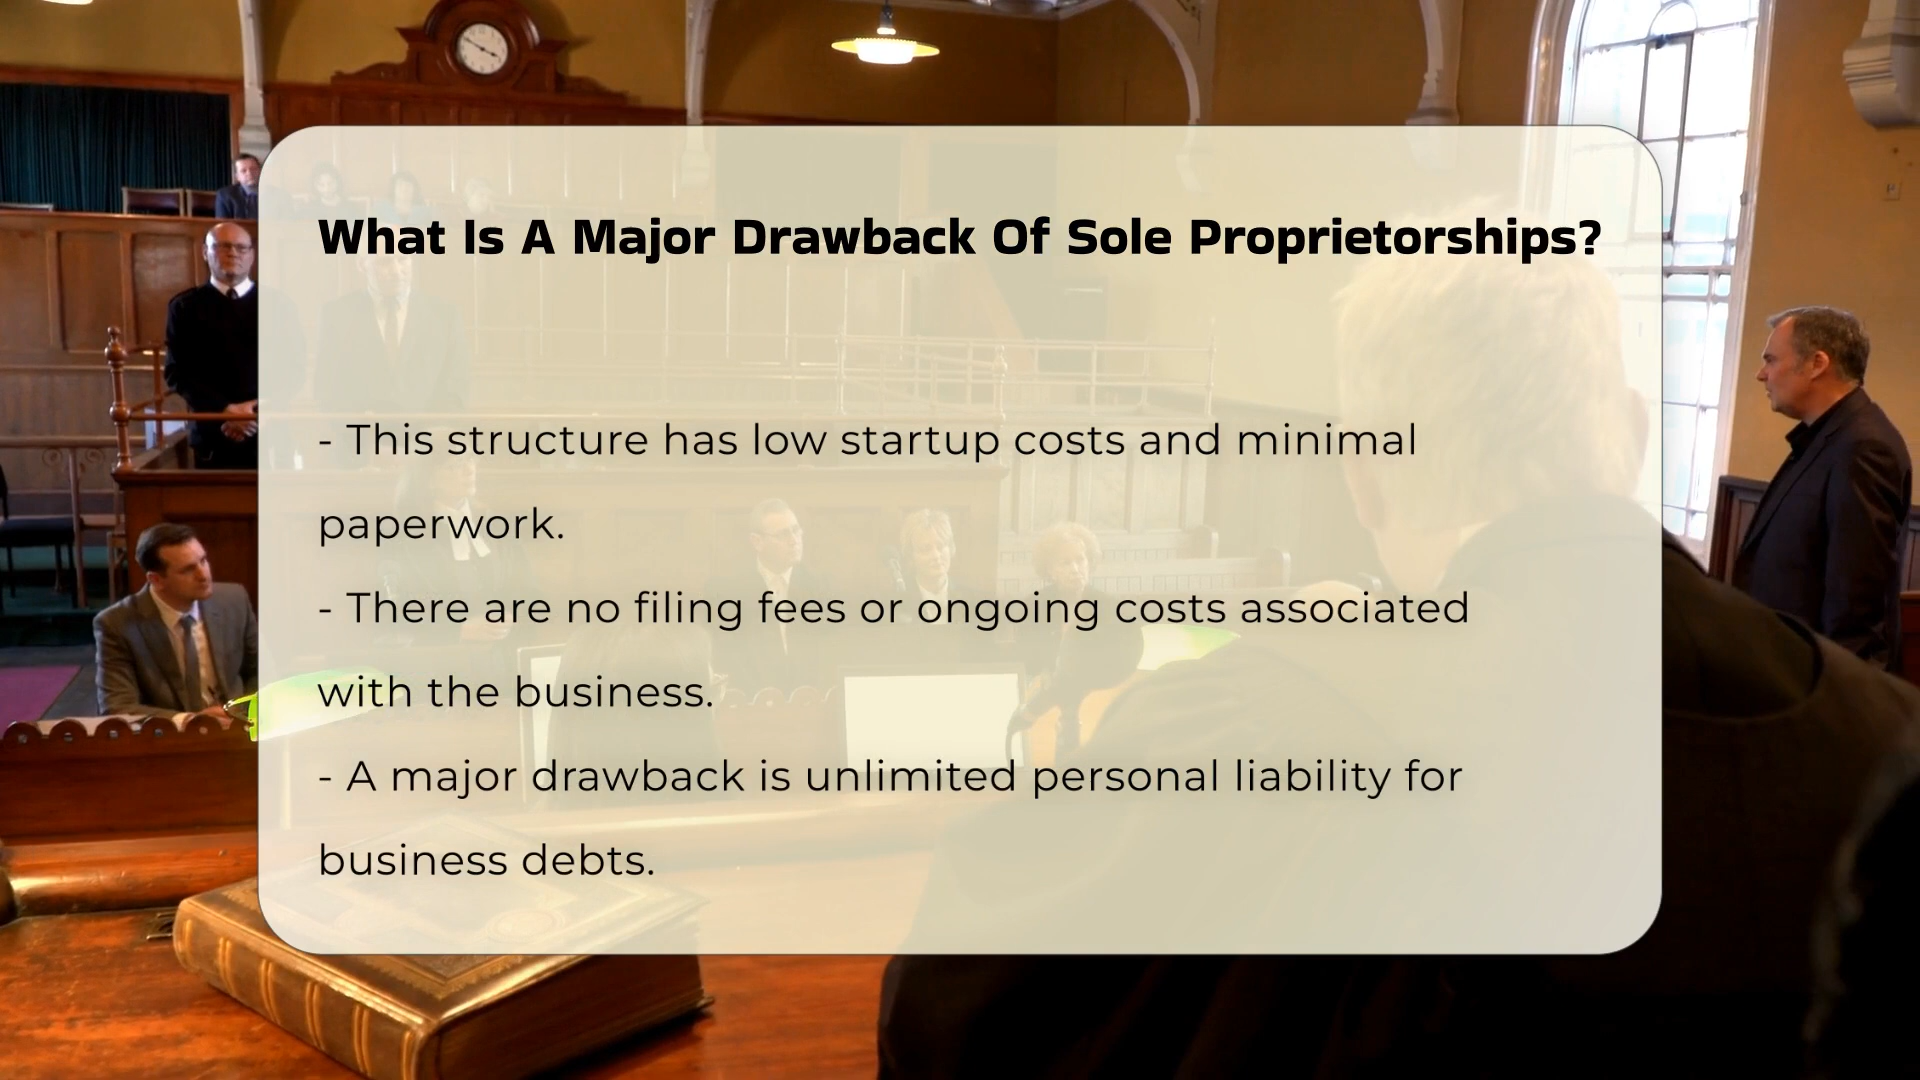 What Is A Major Drawback Of Sole Proprietorships?
- This structure has low startup costs and minimal
paperwork.
- There are no filing fees or ongoing costs associated
with the business.
- A major drawback is unlimited personal liability for
business debts.